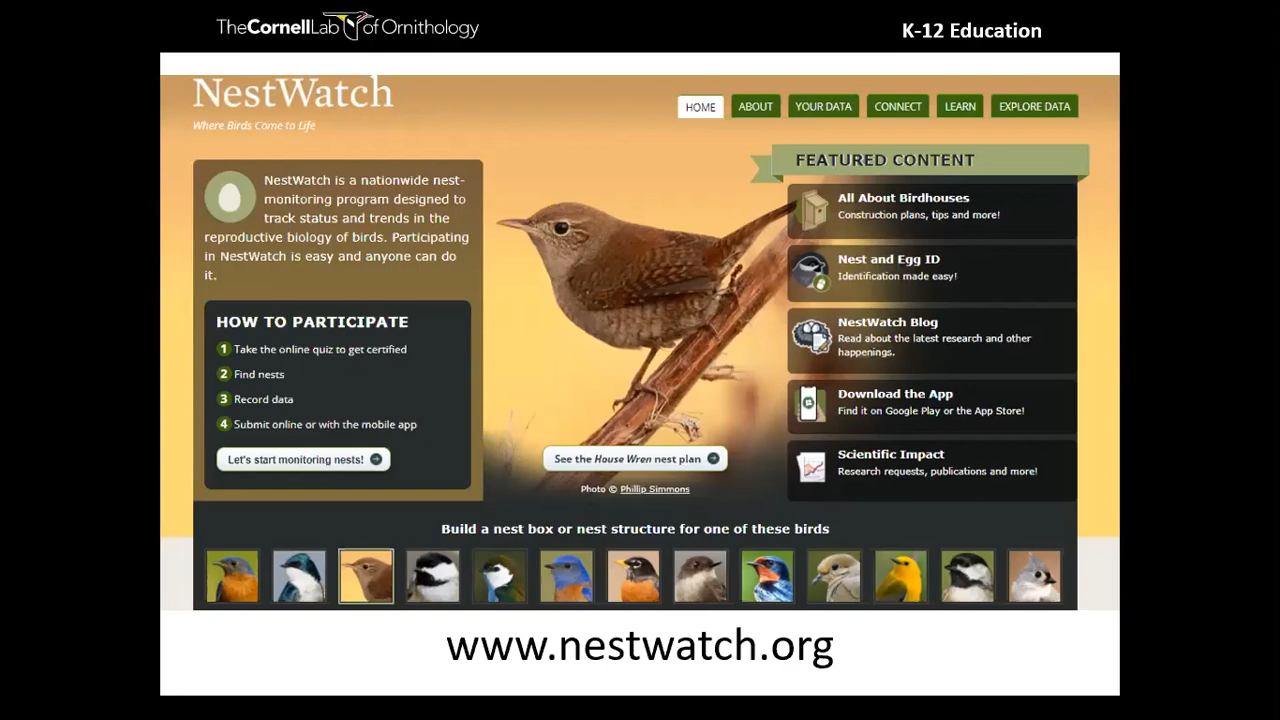 TheCornellLab of Ornithology
K-12 Education
NestWatch
Where Birds Come to Life
HOME
ABOUT
YOUR DATA
CONNECT
LEARN
EXPLORE DATA
NestWatch is a nationwide nest-
monitoring program designed to
track status and trends in the
reproductive biology of birds. Participating
in NestWatch is easy and anyone can do
it.
HOW TO PARTICIPATE
1 Take the online quiz to get certified
2 Find nests
3 Record data
4 Submit online or with the mobile app
Let's start monitoring nests!
See the House Wren nest plan
Photo © Phillip Simmons
FEATURED CONTENT
All About Birdhouses
Construction plans, tips and more!
Nest and Egg ID
Identification made easy!
NestWatch Blog
Read about the latest research and other
happenings.
Download the App
Find it on Google Play or the App Store!
Scientific Impact
Research requests, publications and more!
Build a nest box or nest structure for one of these birds
www.nestwatch.org